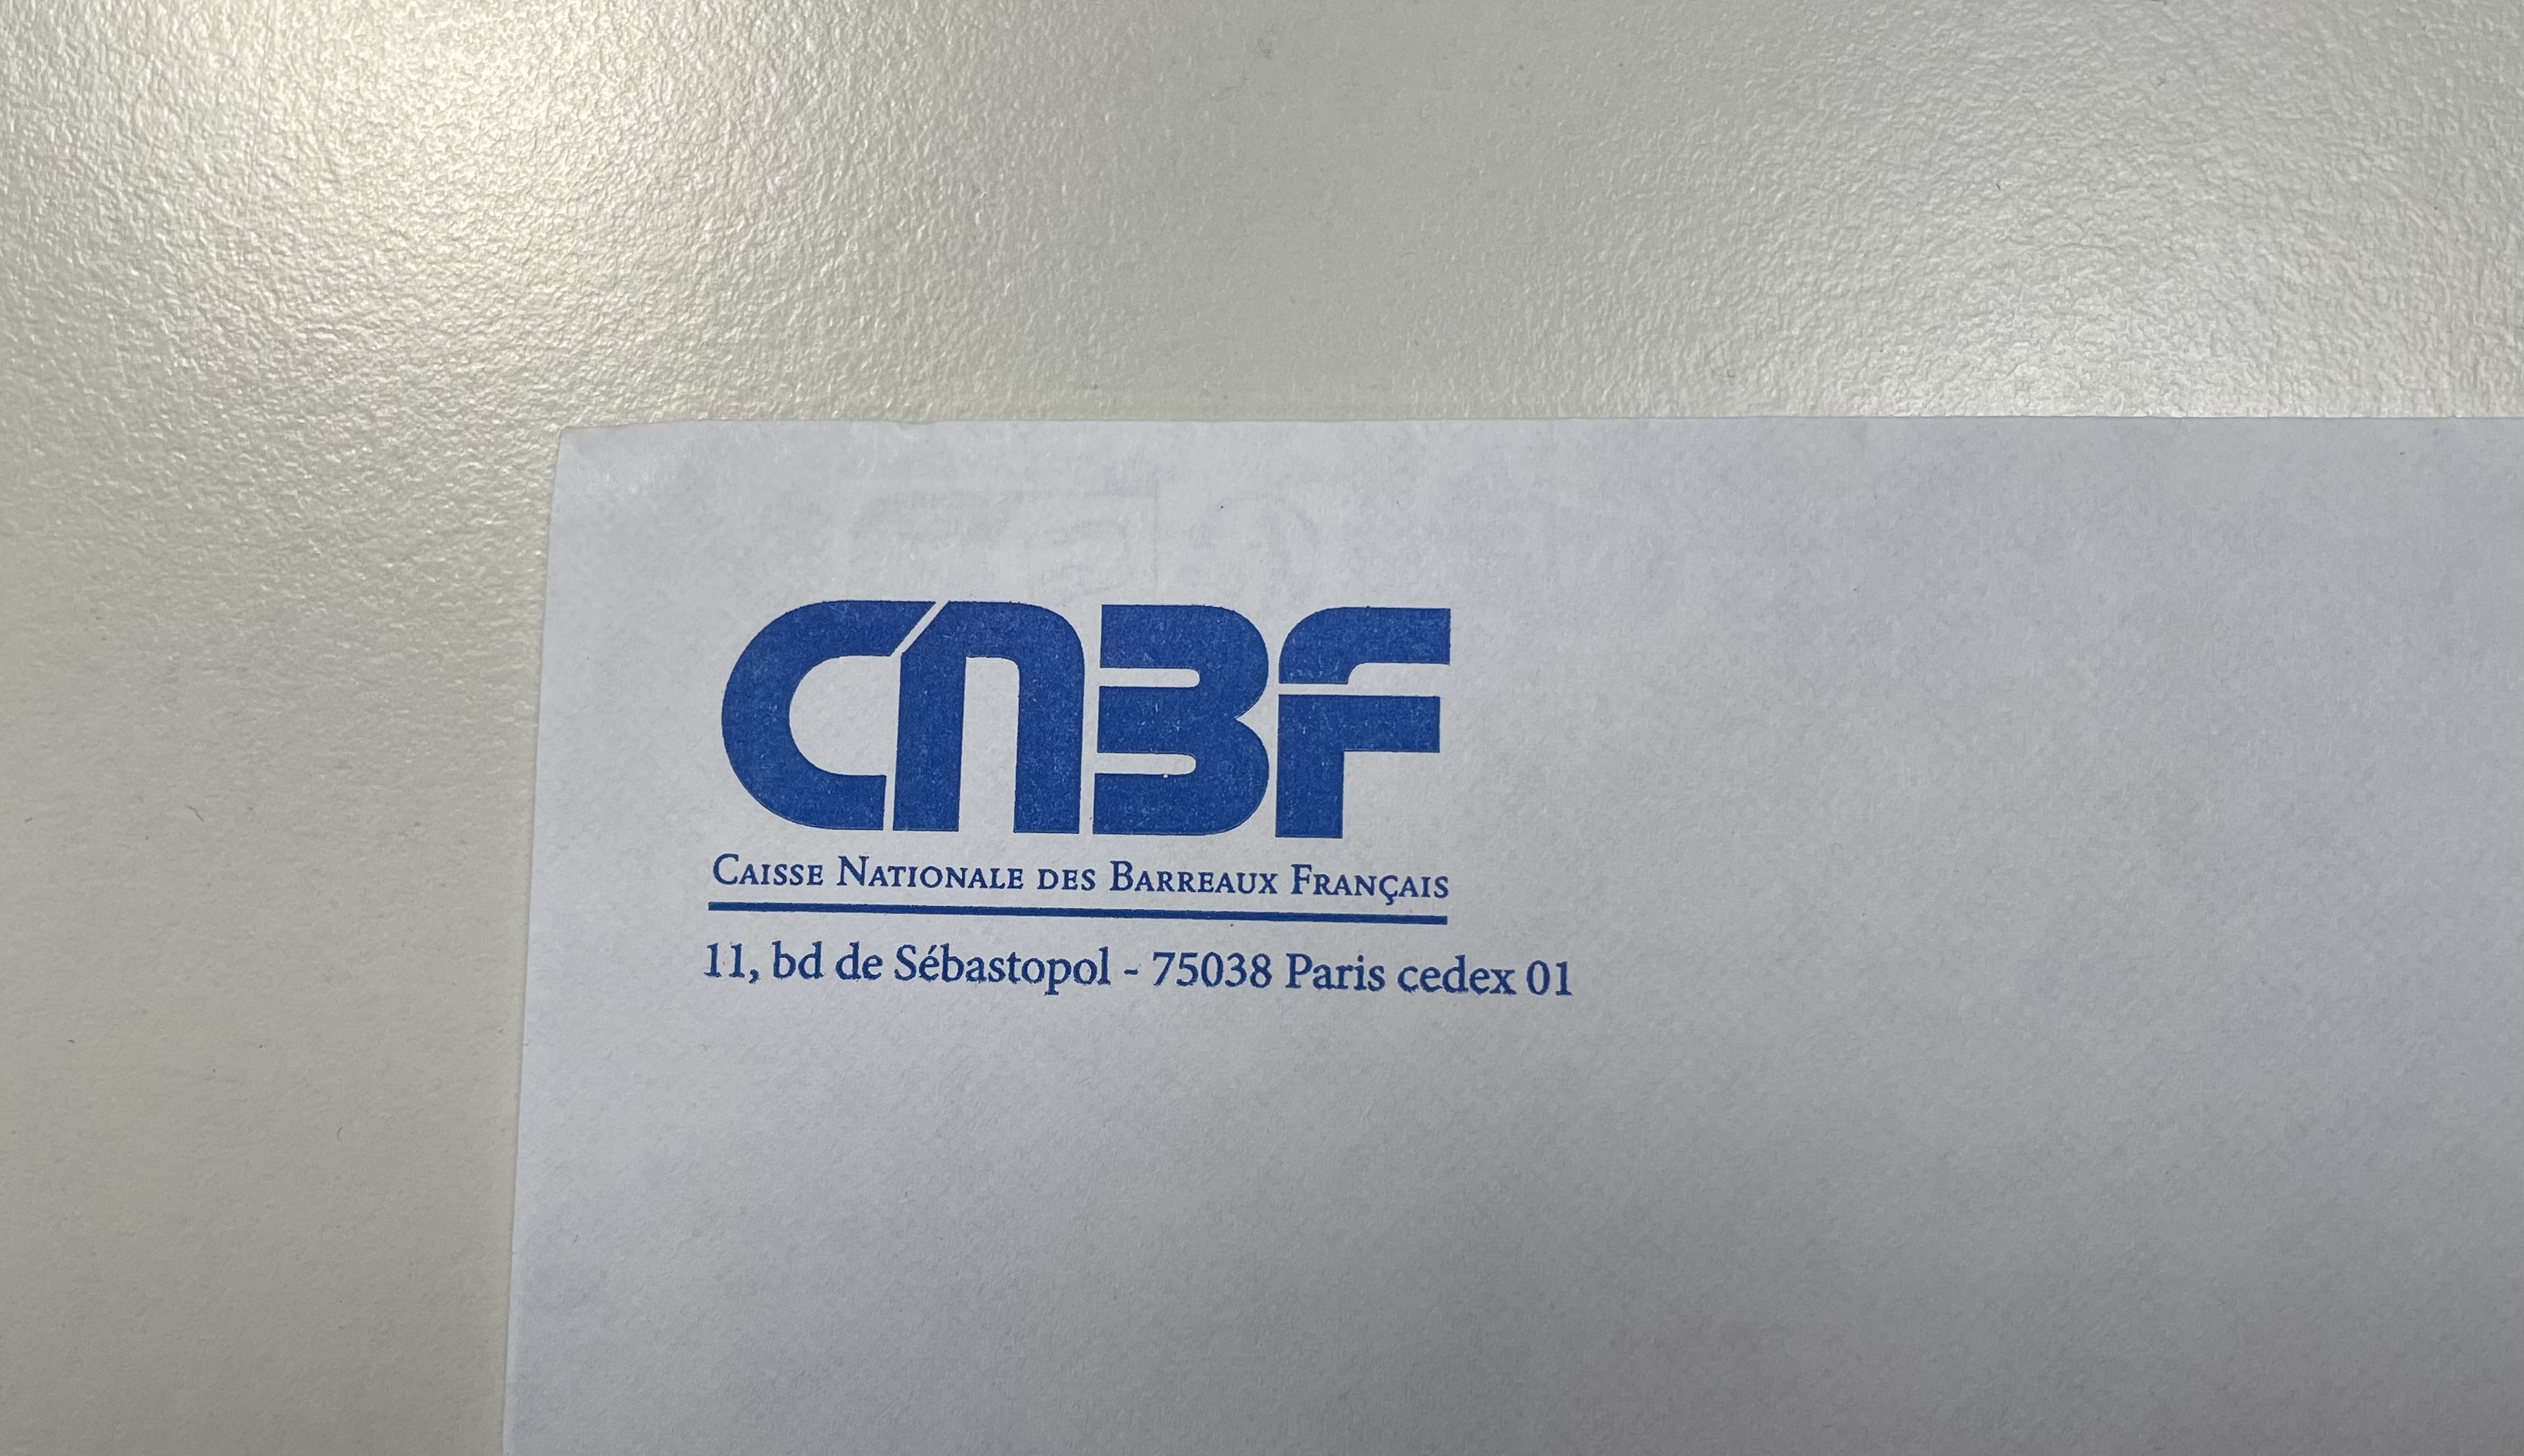 CNBF
Caisse Nationale des Barreaux Français
11, bd de Sébastopol - 75038 Paris cedex 01